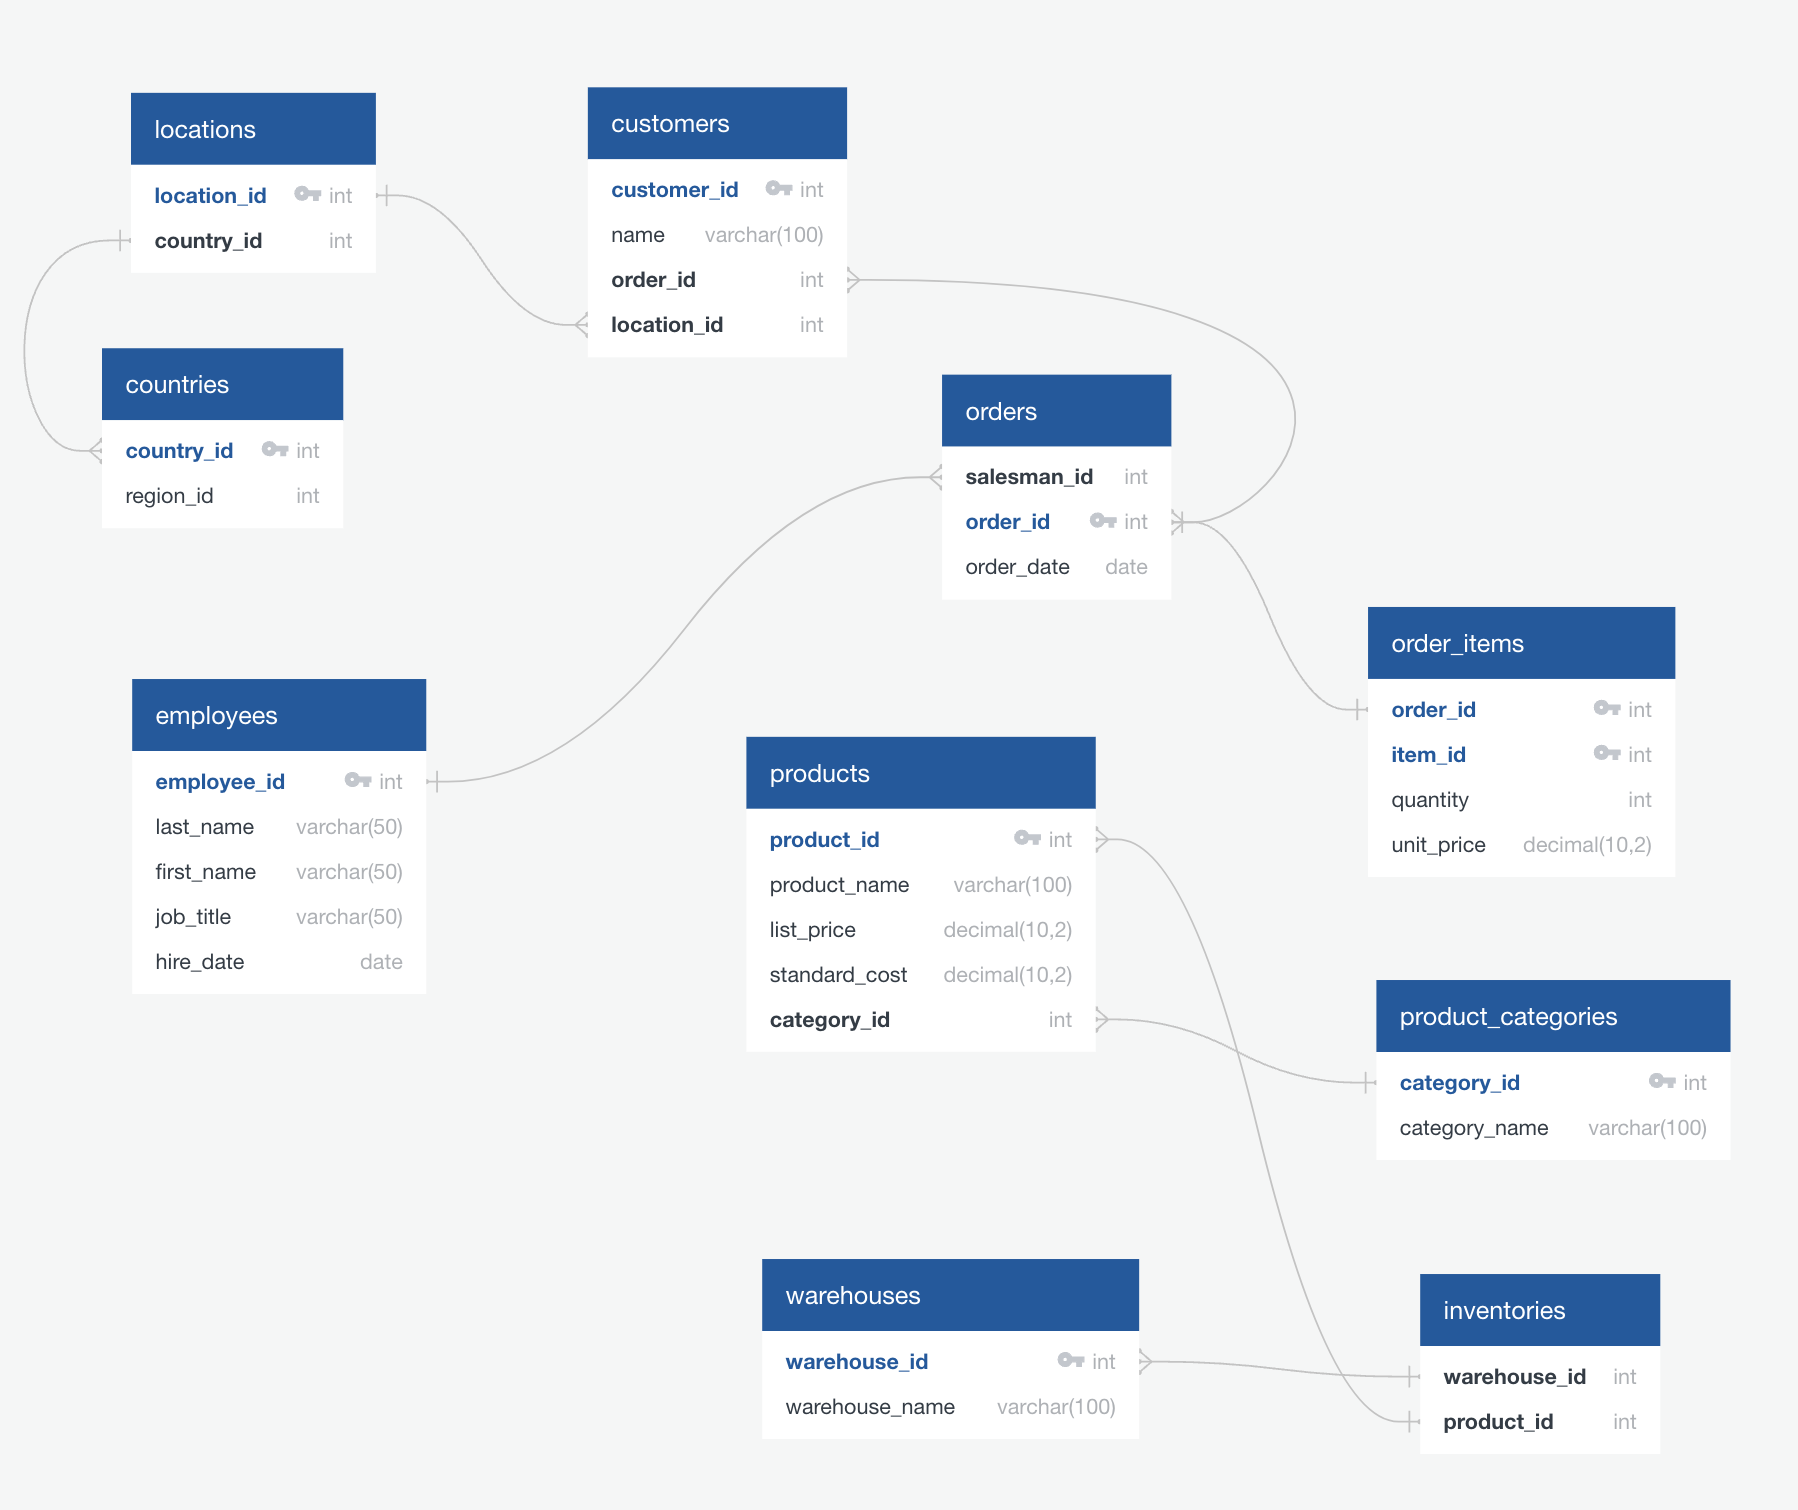 locations
location_id int
country_id int
customers
customer_id int
name varchar(100)
order_id int
location_id int
countries
country_id int
region_id int
orders
salesman_id int
order_id int
order_date date
order_items
order_id int
item_id int
quantity int
unit_price decimal(10,2)
employees
employee_id int
last_name varchar(50)
first_name varchar(50)
job_title varchar(50)
hire_date date
products
product_id int
product_name varchar(100)
list_price decimal(10,2)
standard_cost decimal(10,2)
category_id int
product_categories
category_id int
category_name varchar(100)
warehouses
warehouse_id int
warehouse_name varchar(100)
inventories
warehouse_id int
product_id int